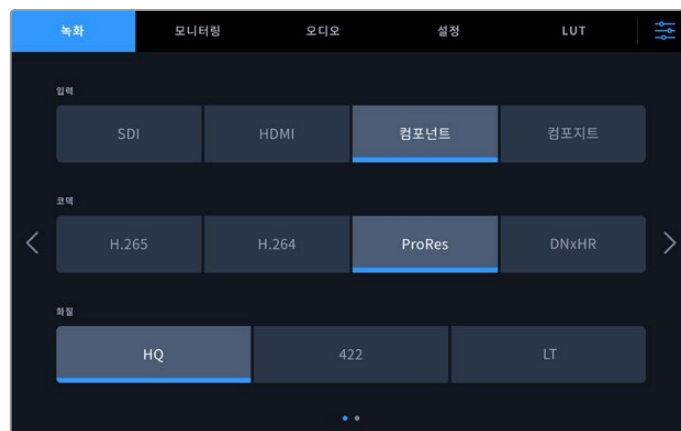 녹화 모니터링 오디오 설정 LUT
입력
SDI HDMI 컴포넌트 컴포지트
코덱
H.265 H.264 ProRes DNxHR
화질
HQ 422 LT